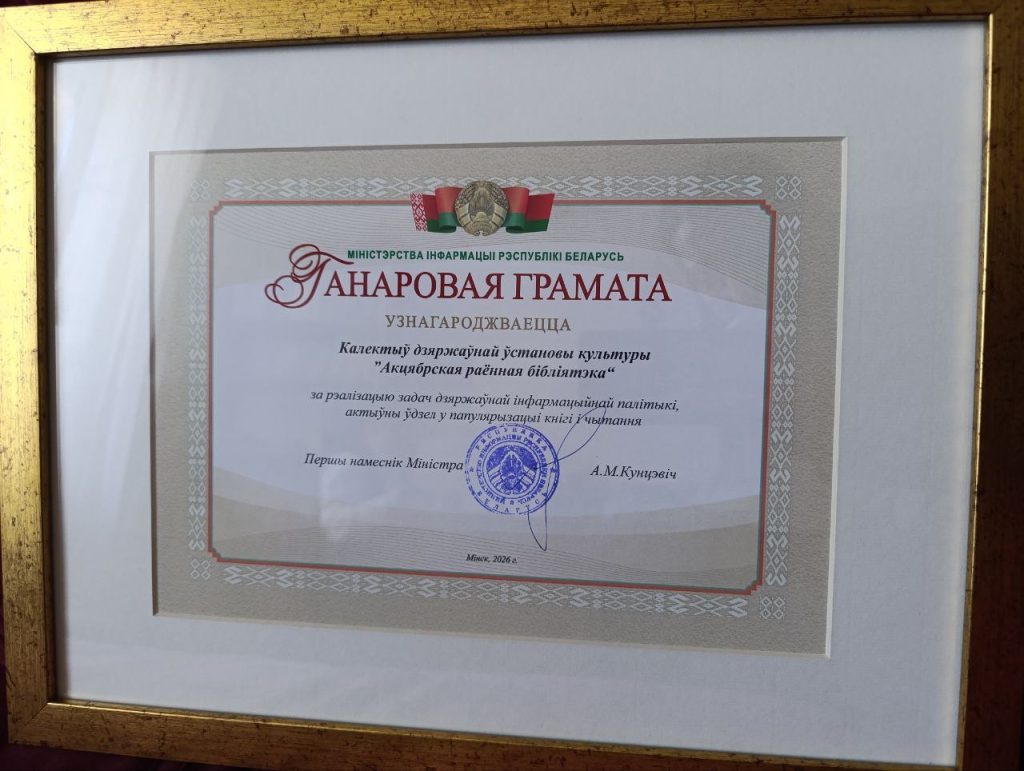 МІНІСТЭРСТВА ІНФАРМАЦЫІ РЭСПУБЛІКІ БЕЛАРУСЬ
ГАНАРОВАЯ ГРАМАТА
УЗНАГАРОДЖВАЕЦЦА
Калектыў дзяржаўнай ўстановы культуры
"Акцябрская раённая бібліятэка“
за рэалізацыю задач дзяржаўнай інфармацыйнай палітыкі,
актыўны ўдзел у папулярызацыі кнігі і чытання
Першы намеснік Міністра
А.М.Кунцэвіч
Мінск, 2026 г.